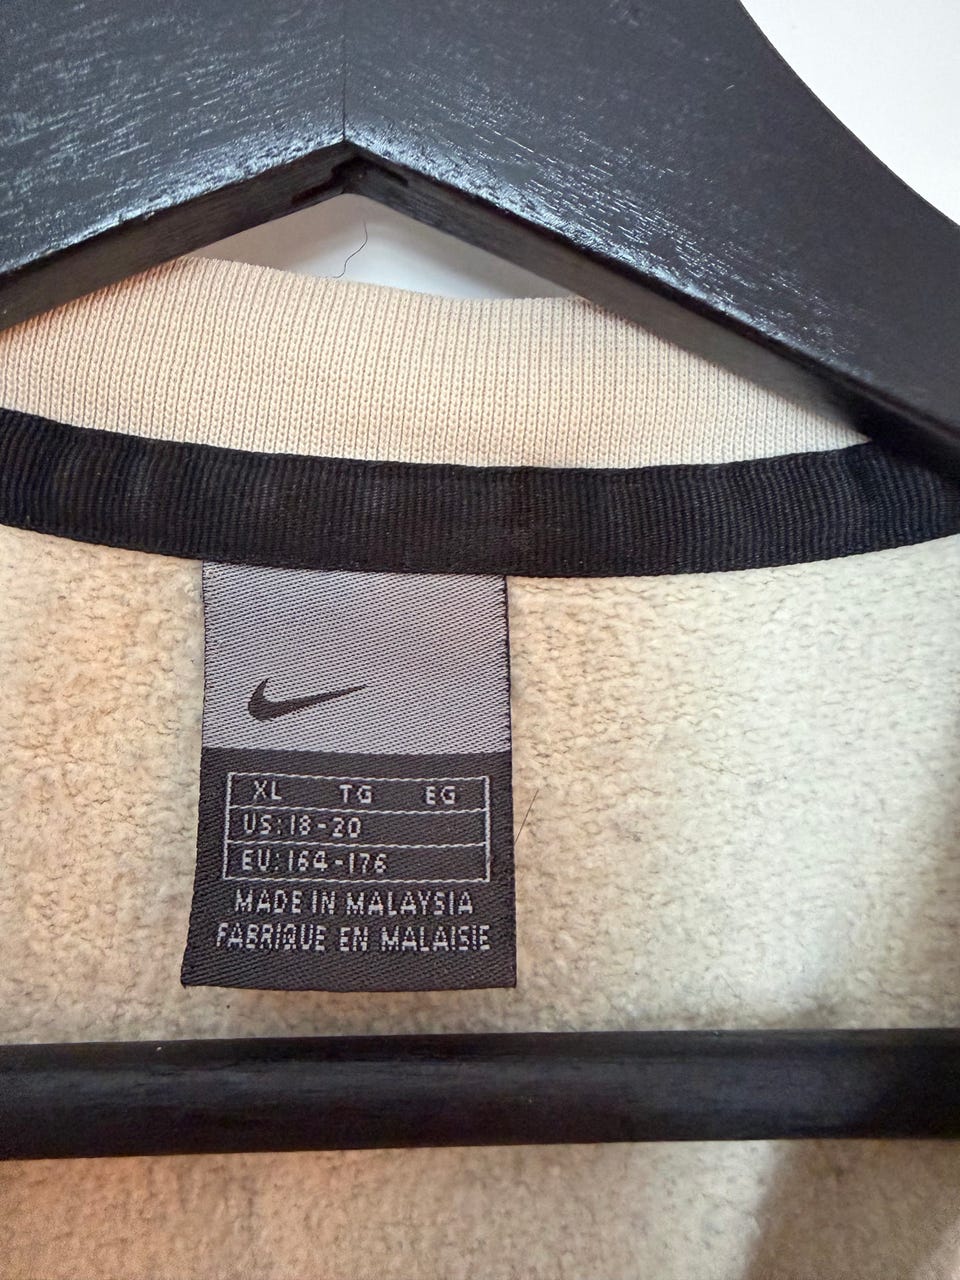 XL TG EG
US: 18-20
EU: 164-176
MADE IN MALAYSIA
FABRIQUE EN MALAISIE